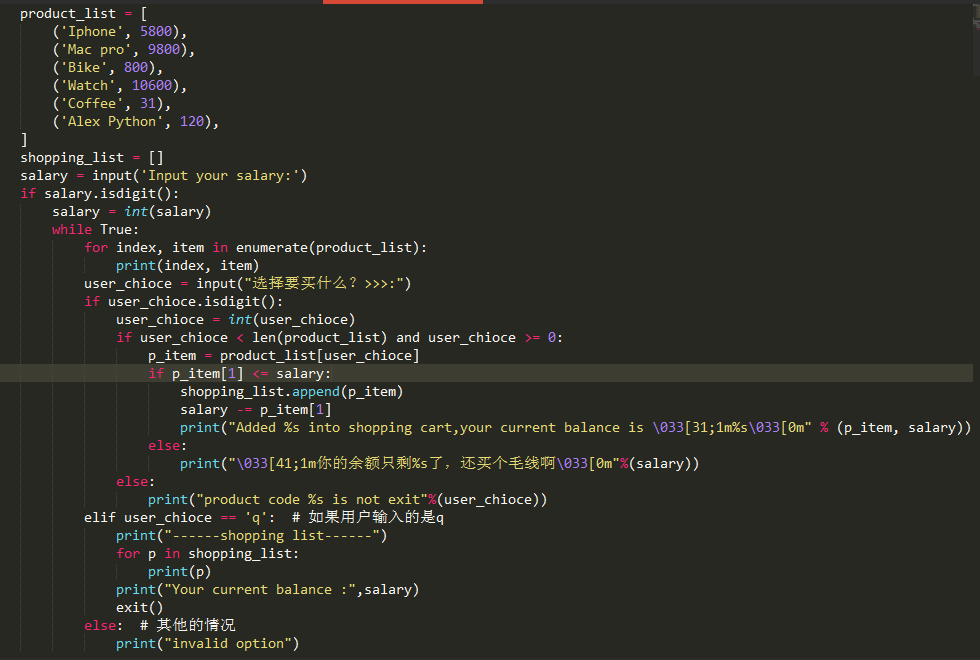 product_list = [
    ('Iphone', 5800),
    ('Mac pro', 9800),
    ('Bike', 800),
    ('Watch', 10600),
    ('Coffee', 31),
    ('Alex Python', 120),
]
shopping_list = []
salary = input('Input your salary:')
if salary.isdigit():
    salary = int(salary)
    while True:
        for index, item in enumerate(product_list):
            print(index, item)
        user_chioce = input("选择要买什么？>>>:")
        if user_chioce.isdigit():
            user_chioce = int(user_chioce)
            if user_chioce < len(product_list) and user_chioce >= 0:
                p_item = product_list[user_chioce]
                if p_item[1] <= salary:
                    shopping_list.append(p_item)
                    salary -= p_item[1]
                    print("Added %s into shopping cart,your current balance is \033[31;1m%s\033[0m" % (p_item, salary))
                else:
                    print("\033[41;1m你的余额只剩%s了，还买个毛线啊\033[0m"%(salary))
            else:
                print("product code %s is not exit"%(user_chioce))
        elif user_chioce == 'q':  # 如果用户输入的是q
            print("------shopping list------")
            for p in shopping_list:
                print(p)
            print("Your current balance :",salary)
            exit()
        else:  # 其他的情况
            print("invalid option")